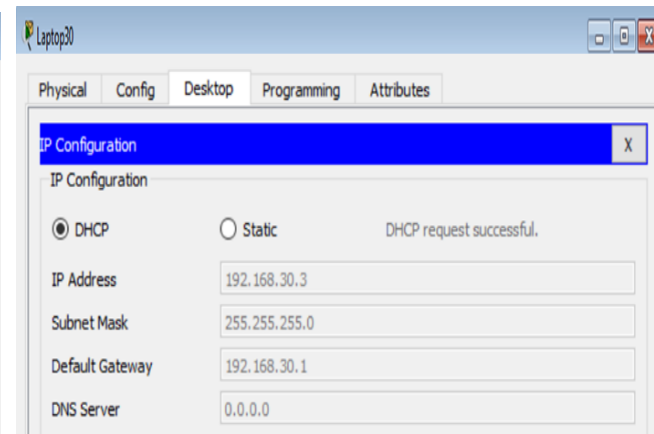 Laptop30
Physical Config Desktop Programming Attributes
IP Configuration X
IP Configuration
DHCP Static DHCP request successful.
IP Address 192.168.30.3
Subnet Mask 255.255.255.0
Default Gateway 192.168.30.1
DNS Server 0.0.0.0